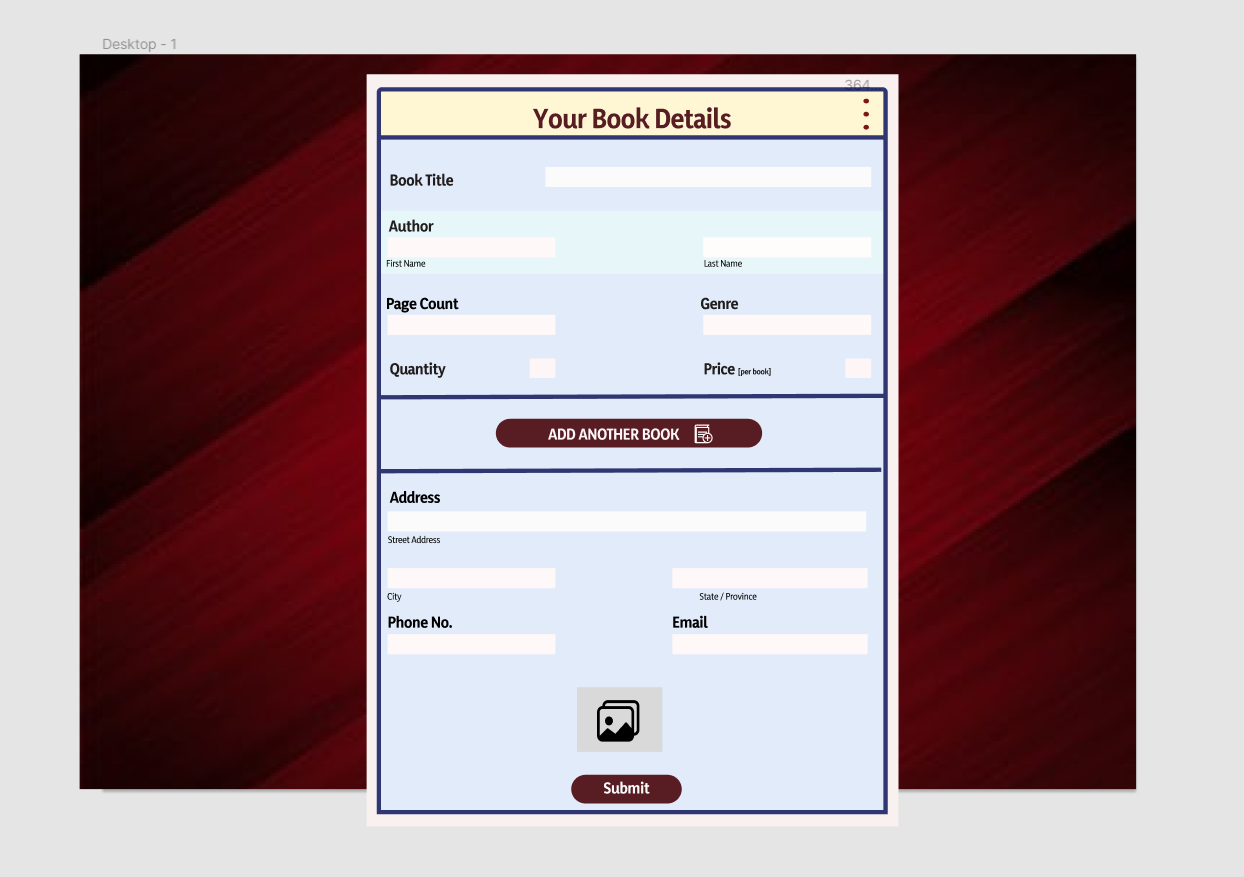 Desktop - 1
364
Your Book Details
Book Title
Author
First Name
Last Name
Page Count
Genre
Quantity
Price [per book]
ADD ANOTHER BOOK
Address
Street Address
City
State / Province
Phone No.
Email
Submit